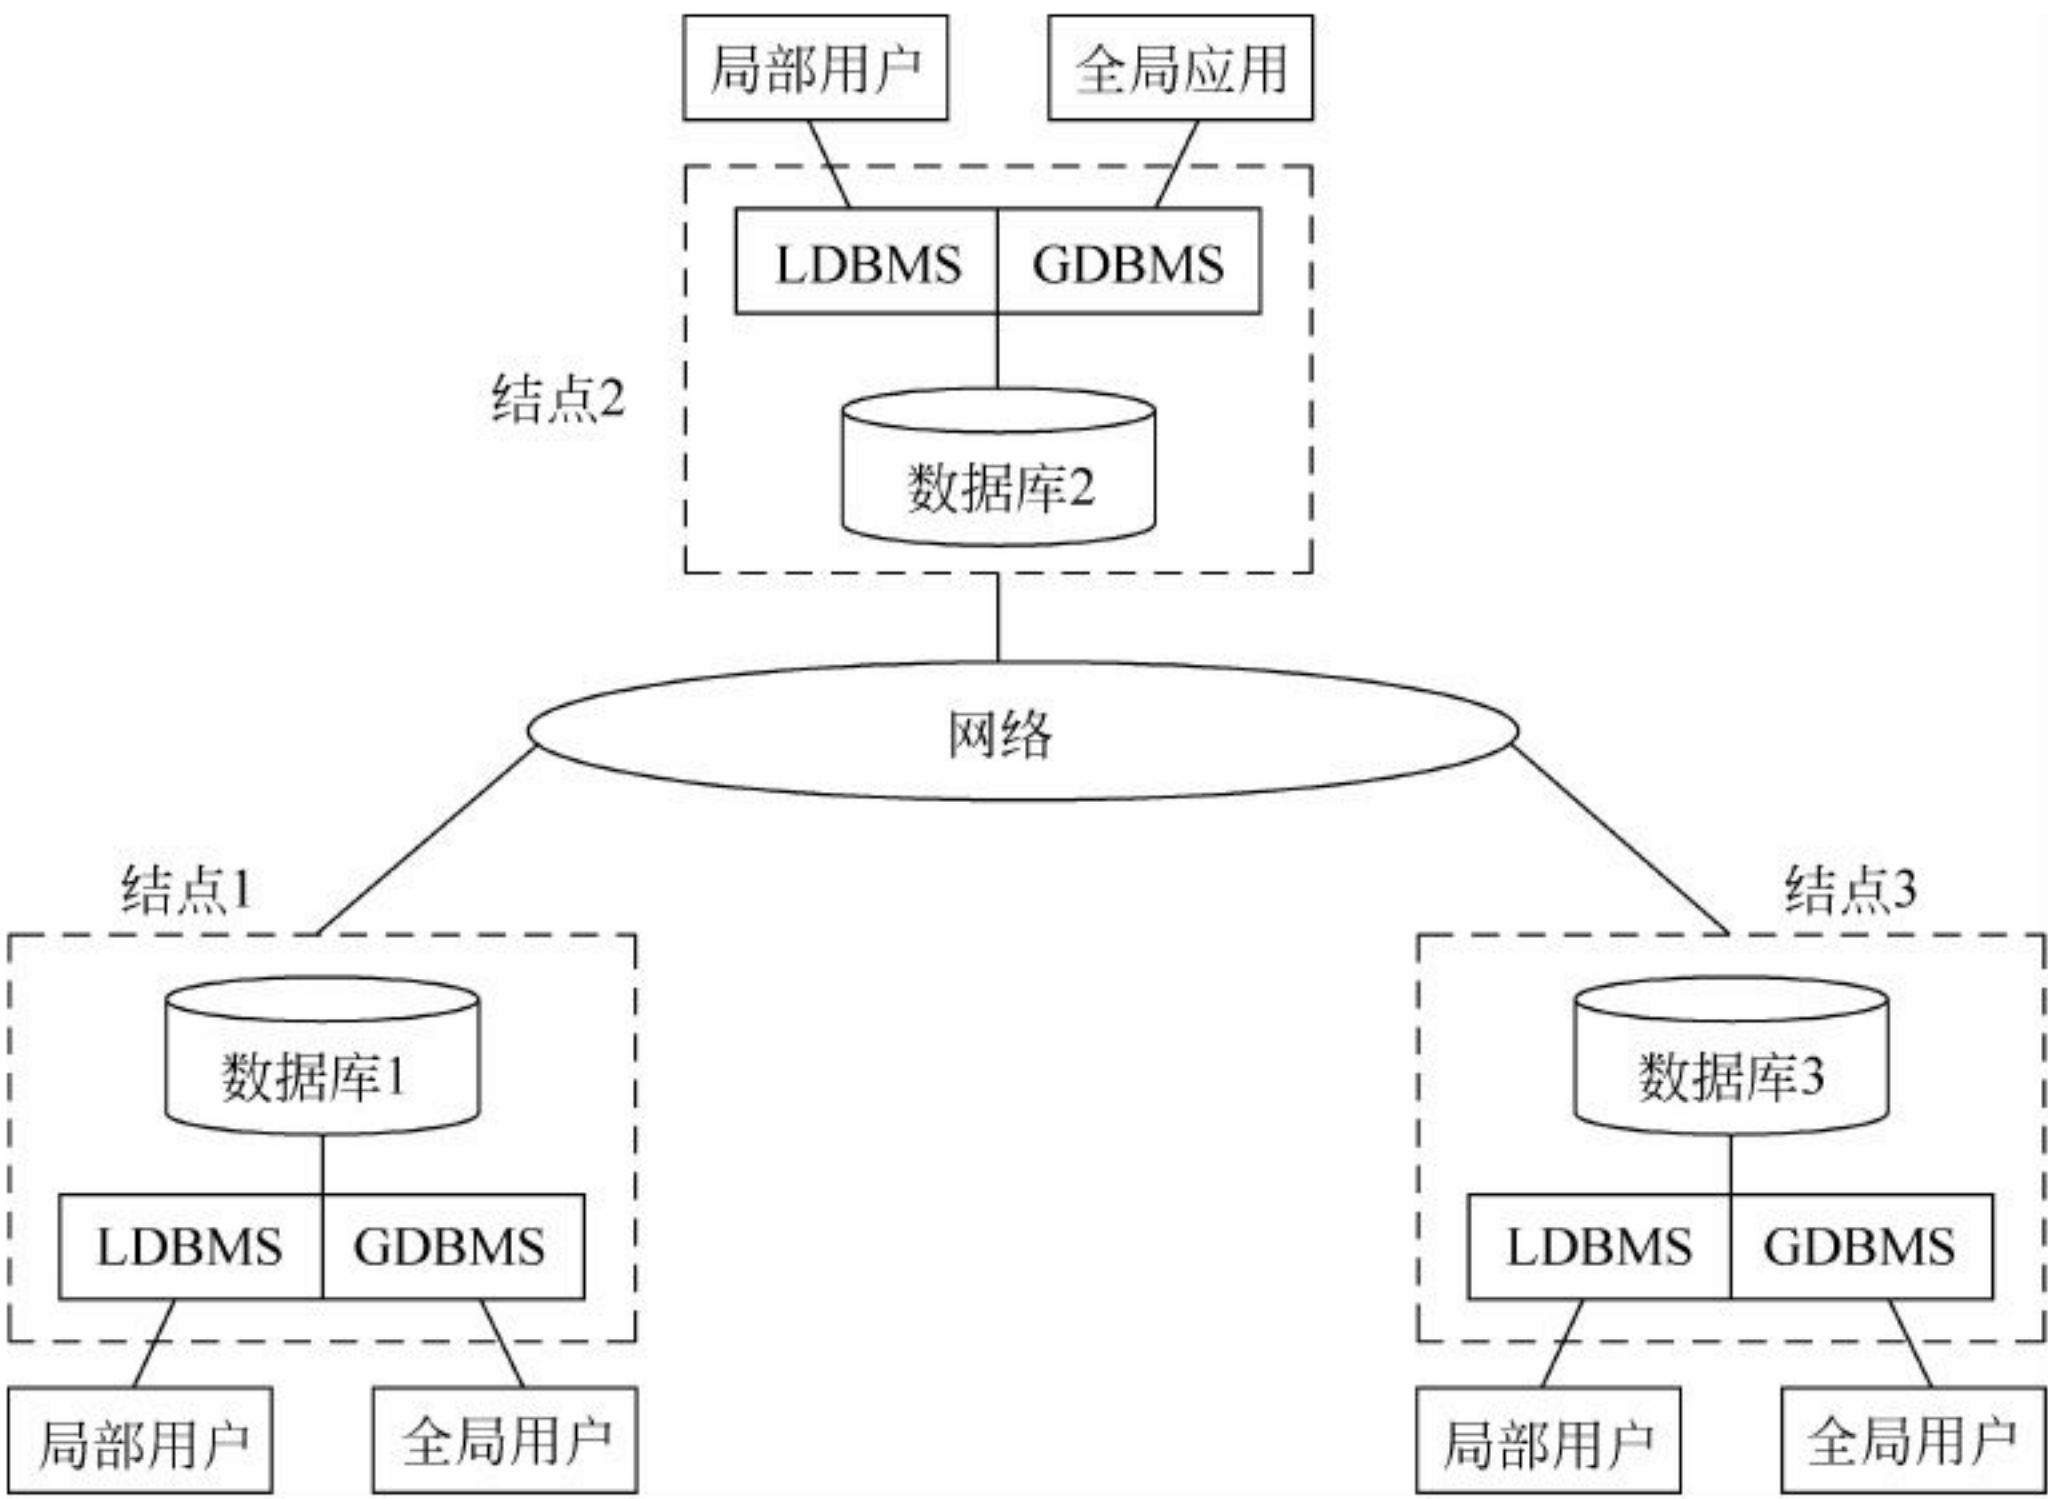 局部用户
全局应用
LDBMS
GDBMS
结点2
数据库2
网络
结点1
结点3
数据库1
数据库3
LDBMS
GDBMS
LDBMS
GDBMS
局部用户
全局用户
局部用户
全局用户